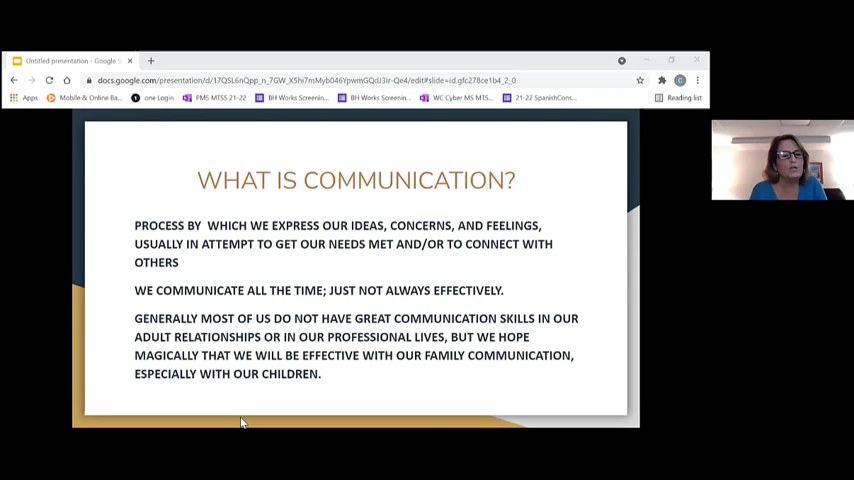 Untitled presentation - Google S
docs.google.com/presentation/d/17QSL6nQpp_n_7GW_X5hi7mMyb046YpwmGQdJ3Ir-Qe4/edit#slide=id.gfc278ce1b4_2_0
Apps Mobile & Online Ba... one Login PMS MTSS 21-22 BH Works Screenin... BH Works Screenin... WC Cyber MS MTS... 21-22 SpanishCons... Reading list
WHAT IS COMMUNICATION?
PROCESS BY WHICH WE EXPRESS OUR IDEAS, CONCERNS, AND FEELINGS,
USUALLY IN ATTEMPT TO GET OUR NEEDS MET AND/OR TO CONNECT WITH
OTHERS
WE COMMUNICATE ALL THE TIME; JUST NOT ALWAYS EFFECTIVELY.
GENERALLY MOST OF US DO NOT HAVE GREAT COMMUNICATION SKILLS IN OUR
ADULT RELATIONSHIPS OR IN OUR PROFESSIONAL LIVES, BUT WE HOPE
MAGICALLY THAT WE WILL BE EFFECTIVE WITH OUR FAMILY COMMUNICATION,
ESPECIALLY WITH OUR CHILDREN.